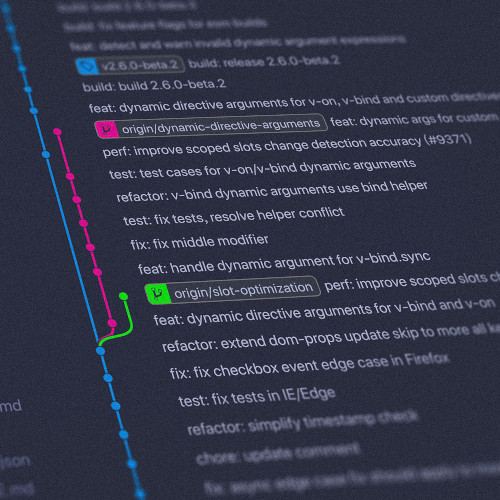 build: build 2.6.0-beta.2
build: fix feature flags for esm builds
feat: detect and warn invalid dynamic argument expressions
v2.6.0-beta.2 build: release 2.6.0-beta.2
build: build 2.6.0-beta.2
feat: dynamic directive arguments for v-on, v-bind and custom directives
origin/dynamic-directive-arguments feat: dynamic args for custom
perf: improve scoped slots change detection accuracy (#9371)
test: test cases for v-on/v-bind dynamic arguments
refactor: v-bind dynamic arguments use bind helper
test: fix tests, resolve helper conflict
fix: fix middle modifier
feat: handle dynamic argument for v-bind.sync
origin/slot-optimization perf: improve scoped slots ch
feat: dynamic directive arguments for v-bind and v-on
refactor: extend dom-props update skip to more all k
fix: fix checkbox event edge case in Firefox
test: fix tests in IE/Edge
refactor: simplify timestamp check
chore: update comment
fix: async edge case fix should apply to more
md
json
md